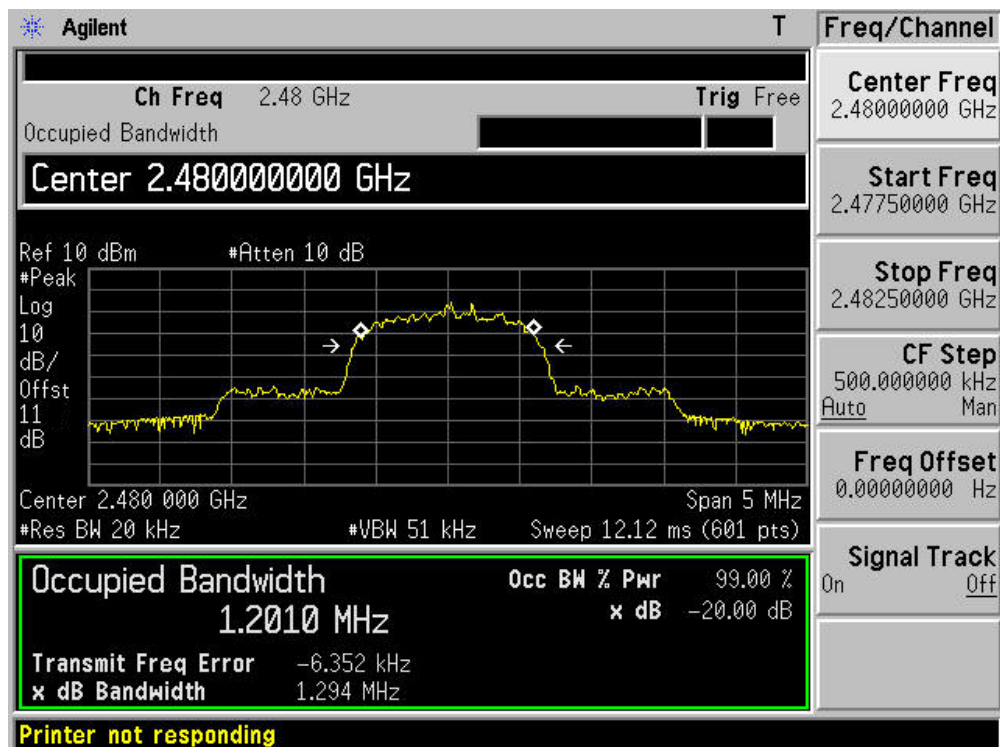 Agilent T Freq/Channel
Ch Freq 2.48 GHz Trig Free
Occupied Bandwidth
Center 2.480000000 GHz
Ref 10 dBm #Atten 10 dB
#Peak
Log
10
dB/
Offst
11
dB
Center 2.480 000 GHz Span 5 MHz
#Res BW 20 kHz #VBW 51 kHz Sweep 12.12 ms (601 pts)
Occupied Bandwidth
1.2010 MHz
Occ BW % Pwr 99.00 %
x dB -20.00 dB
Transmit Freq Error -6.352 kHz
x dB Bandwidth 1.294 MHz
Center Freq
2.48000000 GHz
Start Freq
2.47750000 GHz
Stop Freq
2.48250000 GHz
CF Step
500.000000 kHz
Auto Man
Freq Offset
0.00000000 Hz
Signal Track
On Off
Printer not responding